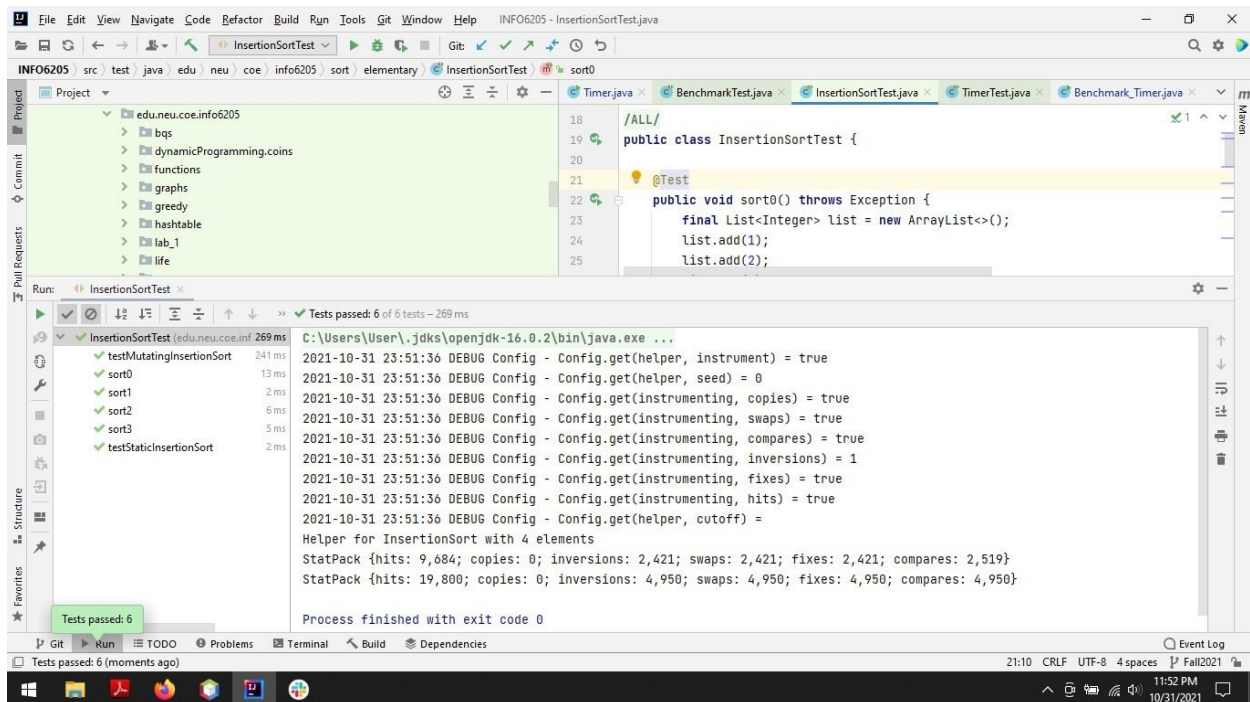 File Edit View Navigate Code Refactor Build Run Tools Git Window Help INFO6205 - InsertionSortTest.java
InsertionSortTest Git:
INFO6205 src test java edu neu coe info6205 sort elementary InsertionSortTest sort0
Project
Timer.java BenchmarkTest.java InsertionSortTest.java TimerTest.java Benchmark_Timer.java
edu.neu.coe.info6205
bqs
dynamicProgramming.coins
functions
graphs
greedy
hashtable
lab_1
life
18 /ALL/
19 public class InsertionSortTest {
20
21 @Test
22 public void sort0() throws Exception {
23 final List<Integer> list = new ArrayList<>();
24 list.add(1);
25 list.add(2);
1
Project
Commit
Pull Requests
Structure
Favorites
Maven
Run: InsertionSortTest
Tests passed: 6 of 6 tests – 269 ms
InsertionSortTest (edu.neu.coe.inf 269 ms
testMutatingInsertionSort 241 ms
sort0 13 ms
sort1 2 ms
sort2 6 ms
sort3 5 ms
testStaticInsertionSort 2 ms
C:\Users\User\.jdks\openjdk-16.0.2\bin\java.exe ...
2021-10-31 23:51:36 DEBUG Config - Config.get(helper, instrument) = true
2021-10-31 23:51:36 DEBUG Config - Config.get(helper, seed) = 0
2021-10-31 23:51:36 DEBUG Config - Config.get(instrumenting, copies) = true
2021-10-31 23:51:36 DEBUG Config - Config.get(instrumenting, swaps) = true
2021-10-31 23:51:36 DEBUG Config - Config.get(instrumenting, compares) = true
2021-10-31 23:51:36 DEBUG Config - Config.get(instrumenting, inversions) = 1
2021-10-31 23:51:36 DEBUG Config - Config.get(instrumenting, fixes) = true
2021-10-31 23:51:36 DEBUG Config - Config.get(instrumenting, hits) = true
2021-10-31 23:51:36 DEBUG Config - Config.get(helper, cutoff) =
Helper for InsertionSort with 4 elements
StatPack {hits: 9,684; copies: 0; inversions: 2,421; swaps: 2,421; fixes: 2,421; compares: 2,519}
StatPack {hits: 19,800; copies: 0; inversions: 4,950; swaps: 4,950; fixes: 4,950; compares: 4,950}
Process finished with exit code 0
Tests passed: 6
Git Run TODO Problems Terminal Build Dependencies Event Log
Tests passed: 6 (moments ago) 21:10 CRLF UTF-8 4 spaces Fall2021
11:52 PM
10/31/2021